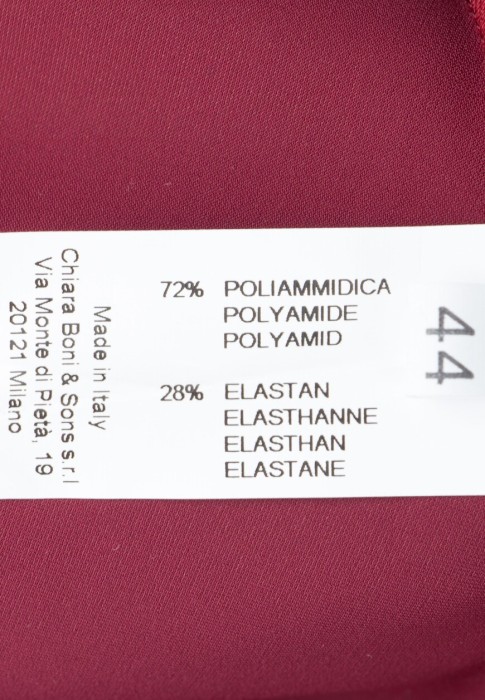 72% POLIAMMIDICA
POLYAMIDE
POLYAMID
28% ELASTAN
ELASTHANNE
ELASTHAN
ELASTANE
44
Made in Italy
Chiara Boni & Sons s.r.l
Via Monte di Pietà, 19
20121 Milano